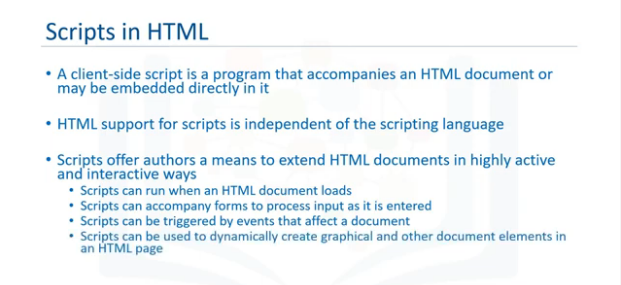 Scripts in HTML
• A client-side script is a program that accompanies an HTML document or
may be embedded directly in it
• HTML support for scripts is independent of the scripting language
• Scripts offer authors a means to extend HTML documents in highly active
and interactive ways
• Scripts can run when an HTML document loads
• Scripts can accompany forms to process input as it is entered
• Scripts can be triggered by events that affect a document
• Scripts can be used to dynamically create graphical and other document elements in
an HTML page